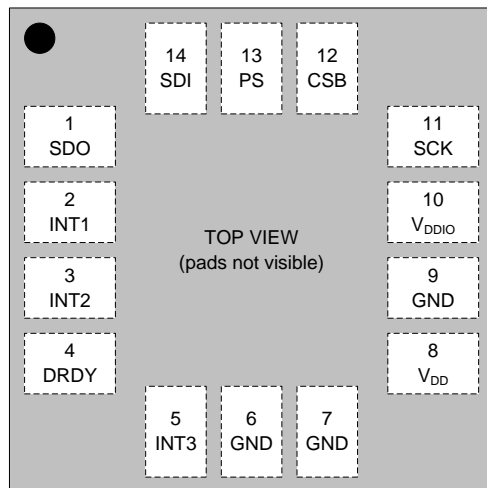 14
SDI
13
PS
12
CSB
1
SDO
11
SCK
2
INT1
10
VDDIO
TOP VIEW
(pads not visible)
3
INT2
9
GND
4
DRDY
8
VDD
5
INT3
6
GND
7
GND